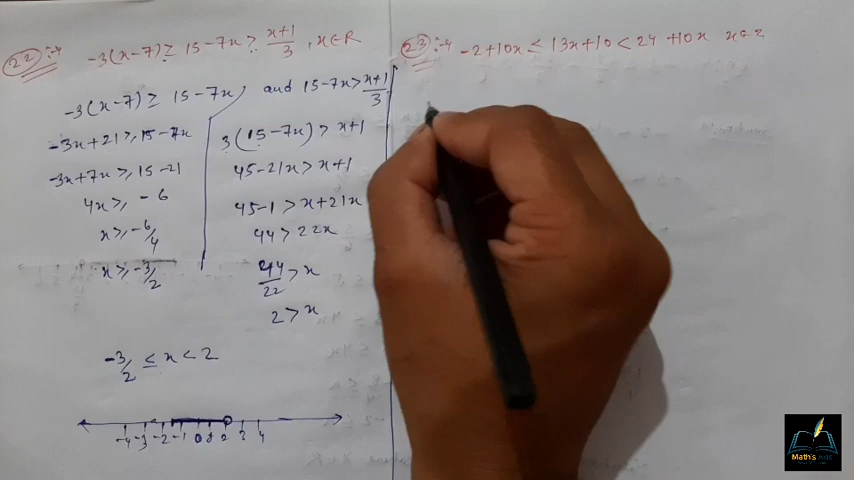 22:→ -3(x-7) ≥ 15-7x > x+1/3 , x∈R
-3(x-7) ≥ 15-7x
-3x+21 ≥ 15-7x
-3x+7x ≥ 15-21
4x ≥ -6
x ≥ -6/4
x ≥ -3/2
and 15-7x > x+1/3
3(15-7x) > x+1
45-21x > x+1
45-1 > x+21x
44 > 22x
44/22 > x
2 > x
-3/2 ≤ x < 2
-4 -3 -2 -1 0 1 2 3 4
23:→ -2+10x ≤ 13x+10 < 24+10x x∈z
Math's